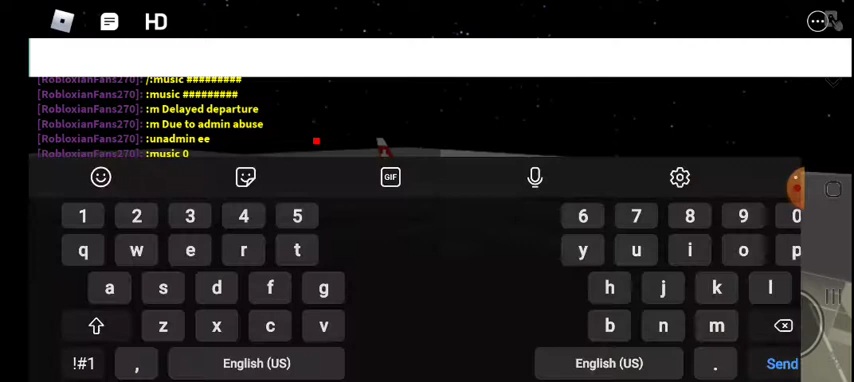 HD
[RobloxianFans270]: /:music #########
[RobloxianFans270]: :music #########
[RobloxianFans270]: :m Delayed departure
[RobloxianFans270]: :m Due to admin abuse
[RobloxianFans270]: :unadmin ee
[RobloxianFans270]: :music 0
GIF
1 2 3 4 5 6 7 8 9 0
q w e r t y u i o p
a s d f g h j k l
z x c v b n m
!#1 , English (US) English (US) . Send